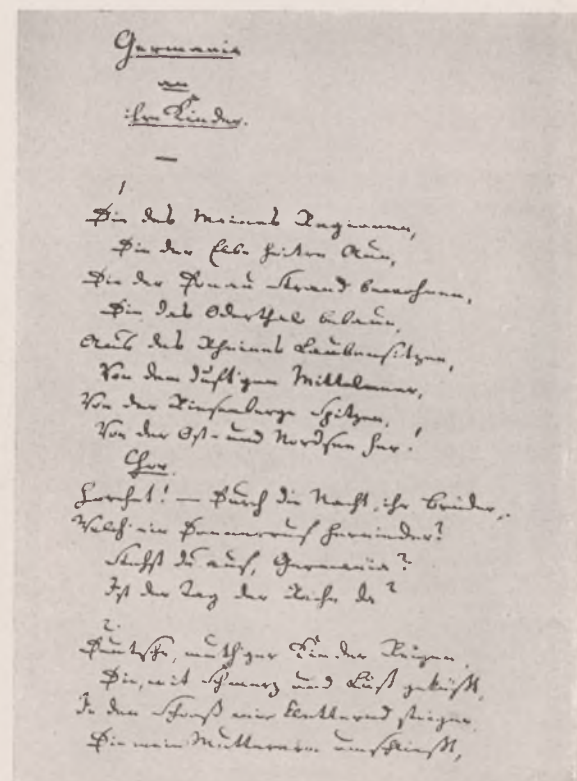 Germania
an
ihre Kinder.
1
Die des Maines Regionen,
Die der Elbe heitre Aun,
Die der Donau Strand bewohnen,
Die das Oderthal bebaun,
Aus des Rheines Laubensitzen,
Von dem duft'gen Mittelmeer,
Von der Riesenberge Spitzen,
Von der Ost- und Nordsee her!
Chor.
Horchet! — Durch die Nacht, ihr Brüder,
Welch' ein Donnerruf hernieder?
Stehst du auf, Germania?
Ist der Tag der Rache da?
2.
Deutsche, muth'ger Kinder Reigen,
Die, mit Schmerz und Lust geküßt,
In den Schooß mir kletternd steigen,
Die mein Mutterarm umschließt,